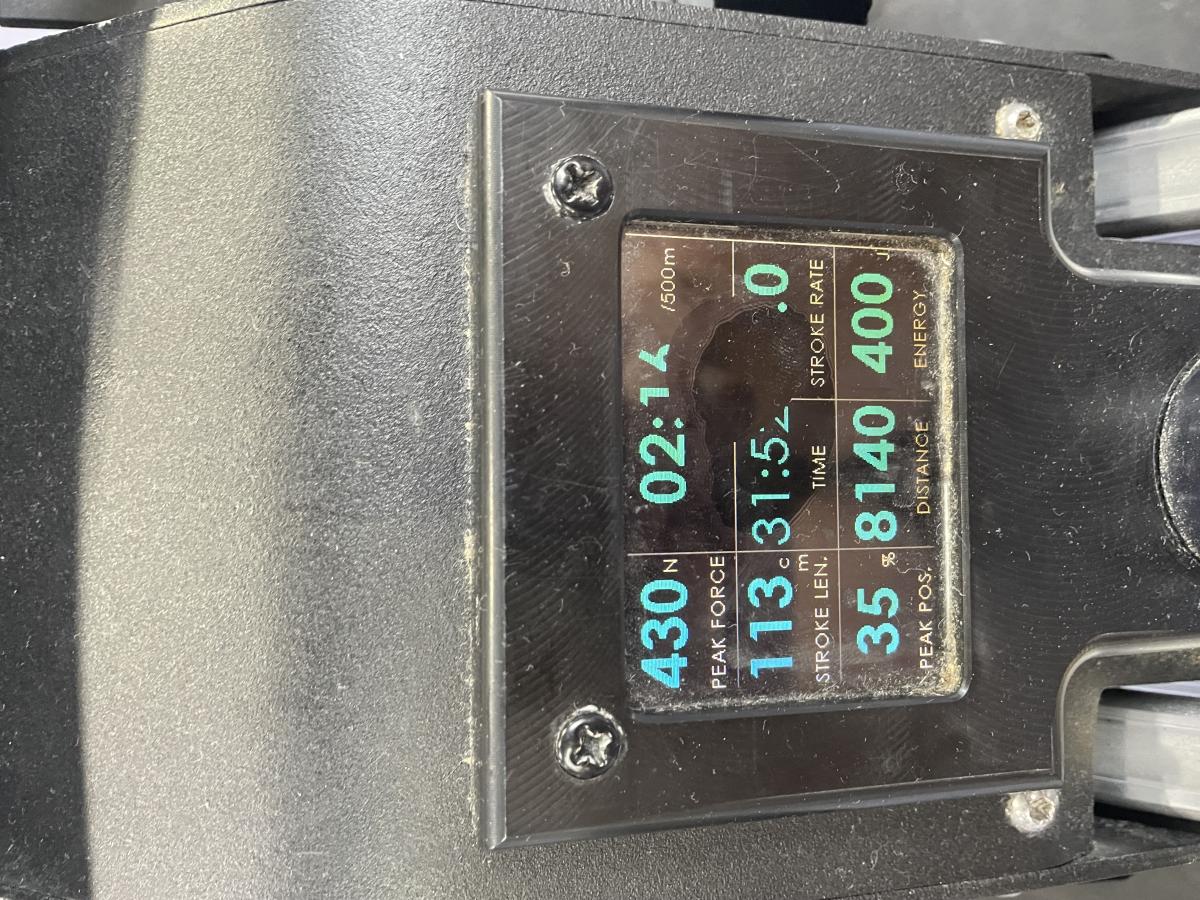 430 N
PEAK FORCE
02:1
/500m
113 cm
STROKE LEN.
31:5
TIME
.0
STROKE RATE
35 %
PEAK POS.
8140
DISTANCE
400 J
ENERGY